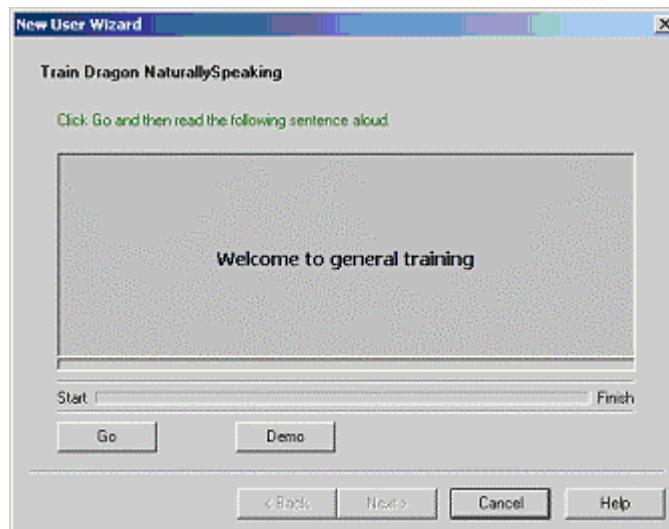 New User Wizard
Train Dragon NaturallySpeaking
Click Go and then read the following sentence aloud.
Welcome to general training
Start Finish
Go Demo
< Back Next > Cancel Help